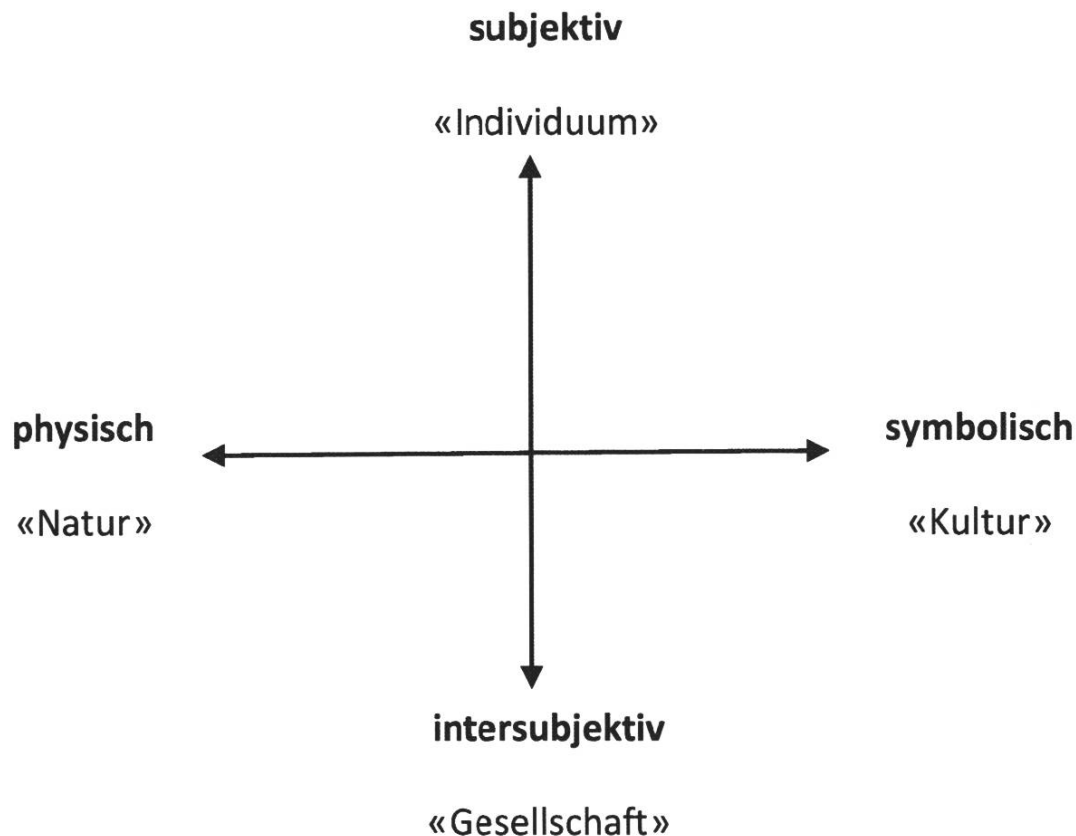 subjektiv
«Individuum»
physisch
symbolisch
«Natur»
«Kultur»
intersubjektiv
«Gesellschaft»